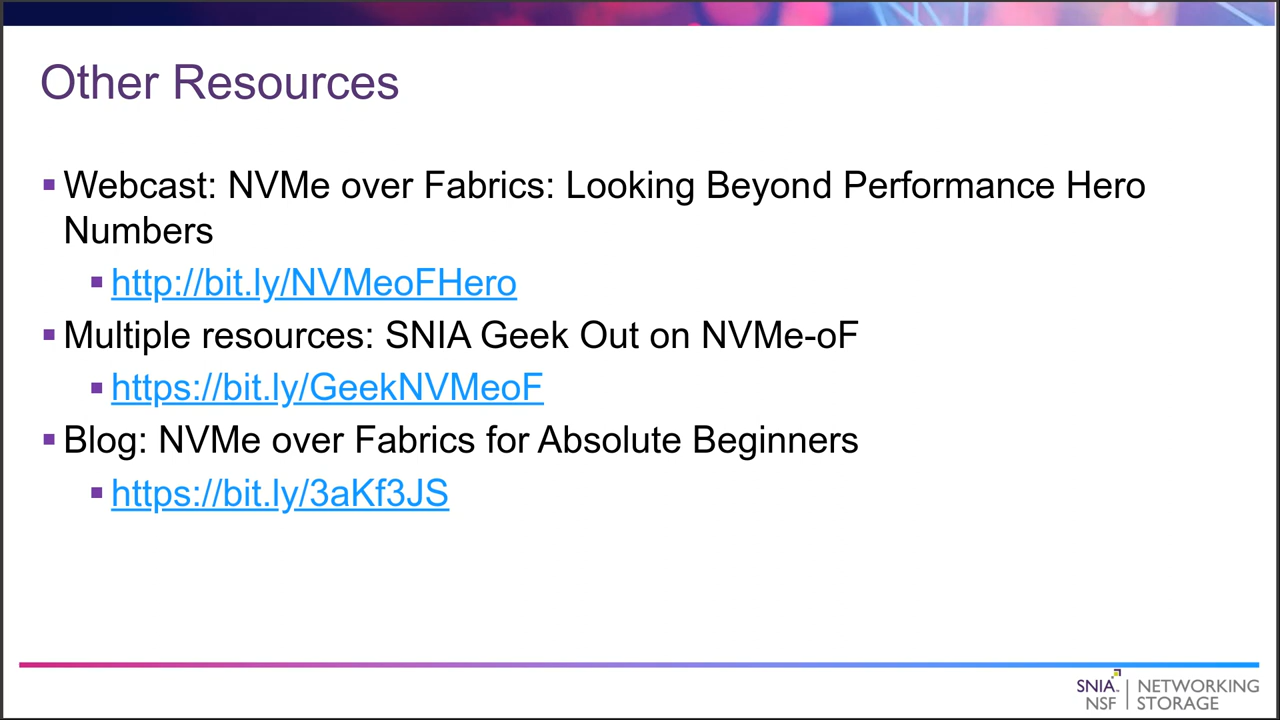 Other Resources
Webcast: NVMe over Fabrics: Looking Beyond Performance Hero
Numbers
http://bit.ly/NVMeoFHero
Multiple resources: SNIA Geek Out on NVMe-oF
https://bit.ly/GeekNVMeoF
Blog: NVMe over Fabrics for Absolute Beginners
https://bit.ly/3aKf3JS
SNIA | NETWORKING
NSF | STORAGE